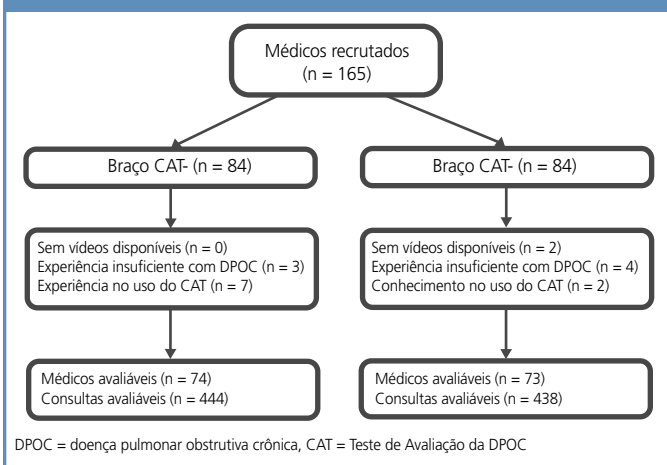 Médicos recrutados
(n = 165)
Braço CAT- (n = 84)
Braço CAT- (n = 84)
Sem vídeos disponíveis (n = 0)
Experiência insuficiente com DPOC (n = 3)
Experiência no uso do CAT (n = 7)
Sem vídeos disponíveis (n = 2)
Experiência insuficiente com DPOC (n = 4)
Conhecimento no uso do CAT (n = 2)
Médicos avaliáveis (n = 74)
Consultas avaliáveis (n = 444)
Médicos avaliáveis (n = 73)
Consultas avaliáveis (n = 438)
DPOC = doença pulmonar obstrutiva crônica, CAT = Teste de Avaliação da DPOC